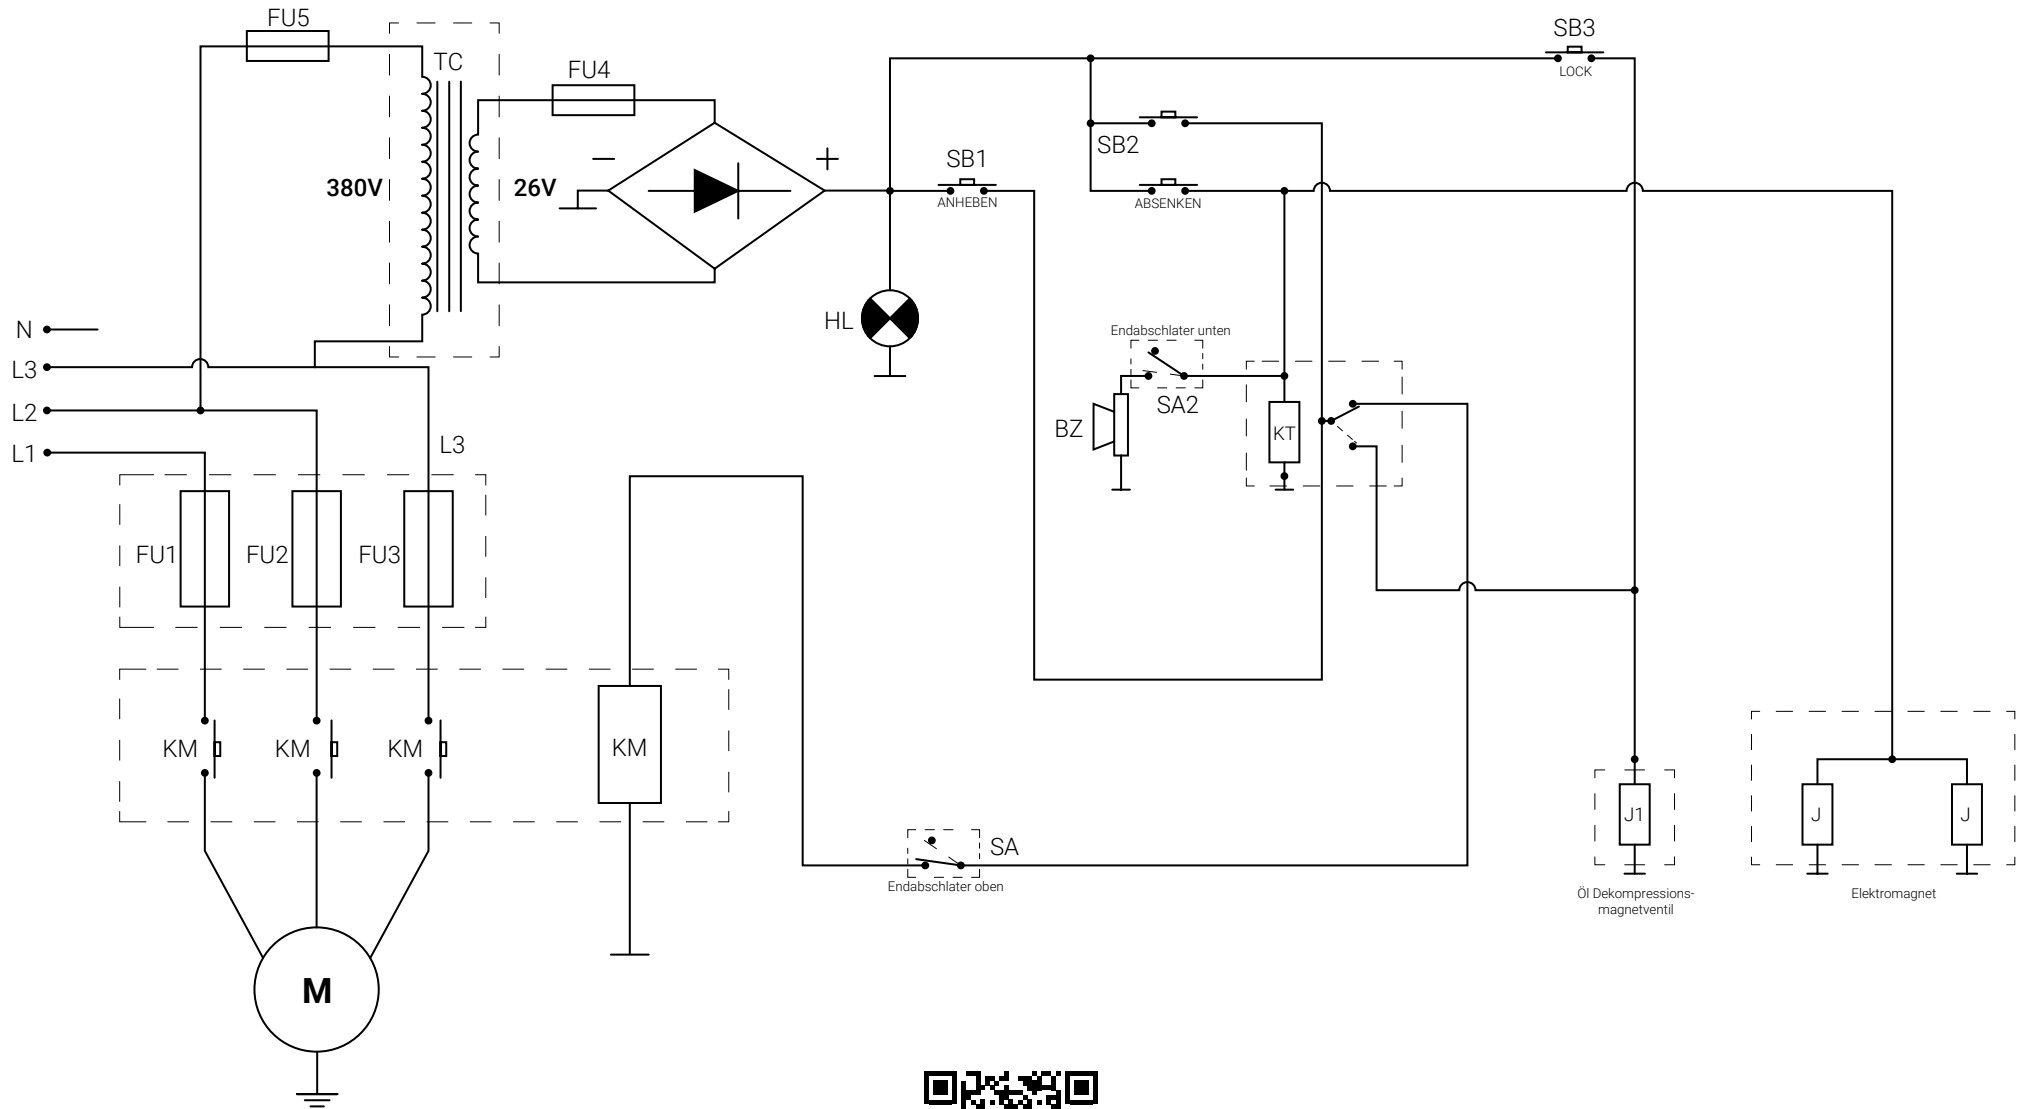 FU5
SB3
LOCK
TC
FU4
SB2
SB1
ANHEBEN
ABSENKEN
380V
26V
− +
HL
N
L3
L2
L1
L3
Endabschlater unten
SA2
BZ
KT
FU1 FU2 FU3
KM KM KM KM
SA
Endabschlater oben
J1 J J
Öl Dekompressions-
magnetventil
Elektromagnet
M